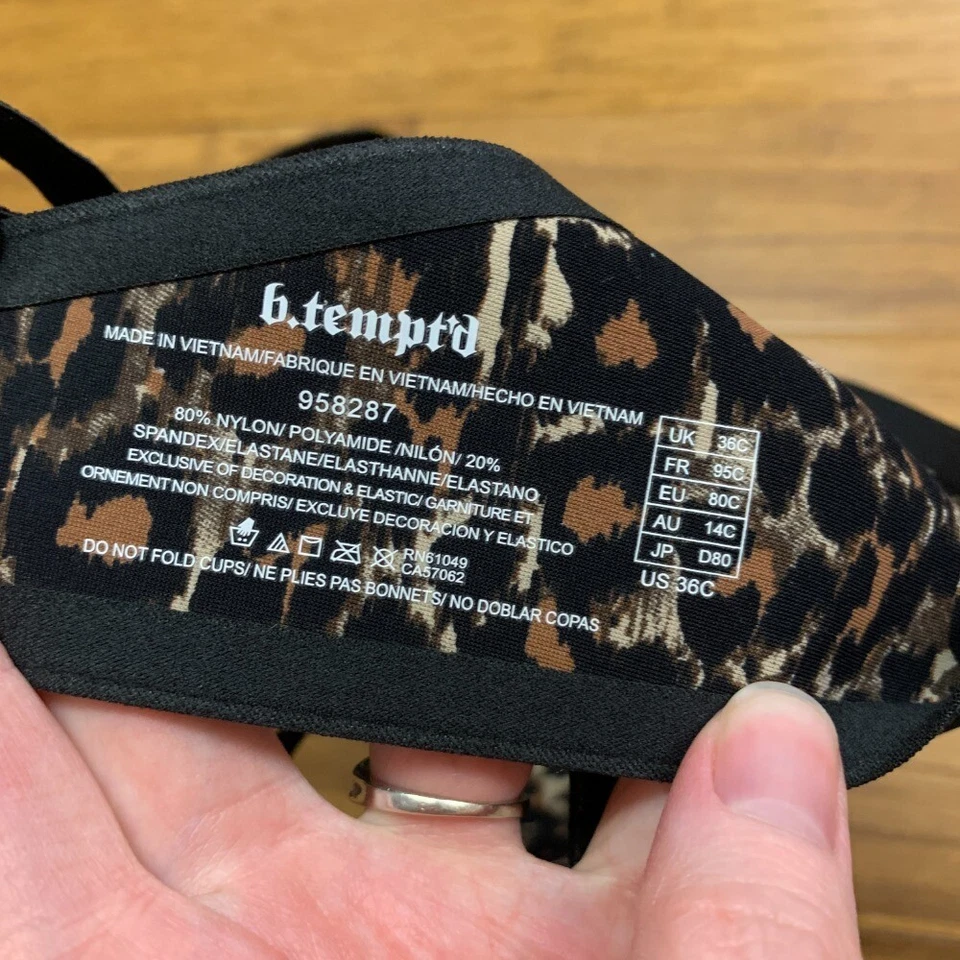 b.tempt'd
MADE IN VIETNAM/FABRIQUE EN VIETNAM/HECHO EN VIETNAM
958287
80% NYLON/ POLYAMIDE /NILÓN/ 20%
SPANDEX/ELASTANE/ELASTHANNE/ELASTANO
EXCLUSIVE OF DECORATION & ELASTIC/ GARNITURE ET
ORNEMENT NON COMPRIS/ EXCLUYE DECORACION Y ELASTICO
RN61049
CA57062
DO NOT FOLD CUPS/ NE PLIES PAS BONNETS/ NO DOBLAR COPAS
UK 36C
FR 95C
EU 80C
AU 14C
JP D80
US 36C